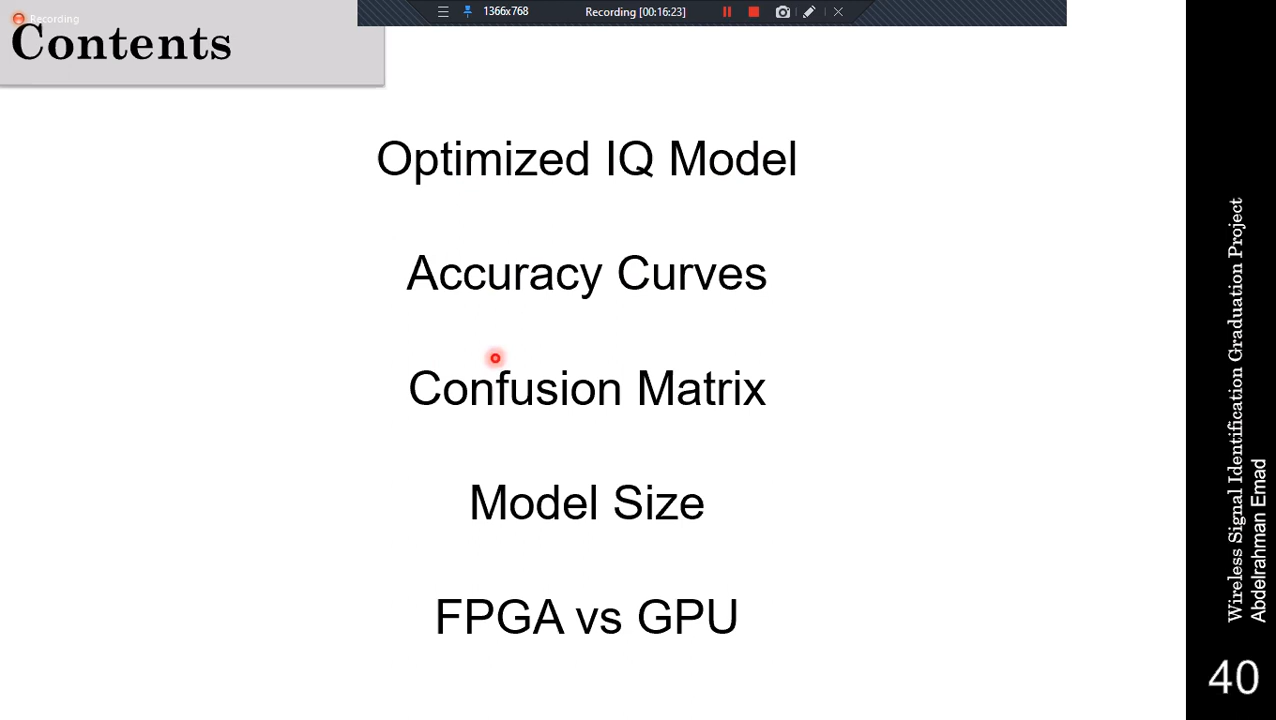 Recording
1366x768
Recording [00:16:23]
Contents
Optimized IQ Model
Accuracy Curves
Confusion Matrix
Model Size
FPGA vs GPU
Wireless Signal Identification Graduation Project
Abdelrahman Emad
40